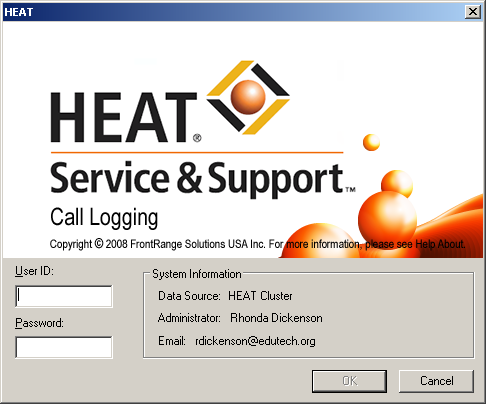 HEAT
HEAT®
Service & Support™
Call Logging
Copyright © 2008 FrontRange Solutions USA Inc. For more information, please see Help About.
User ID:
Password:
System Information
Data Source: HEAT Cluster
Administrator: Rhonda Dickenson
Email: rdickenson@edutech.org
OK
Cancel